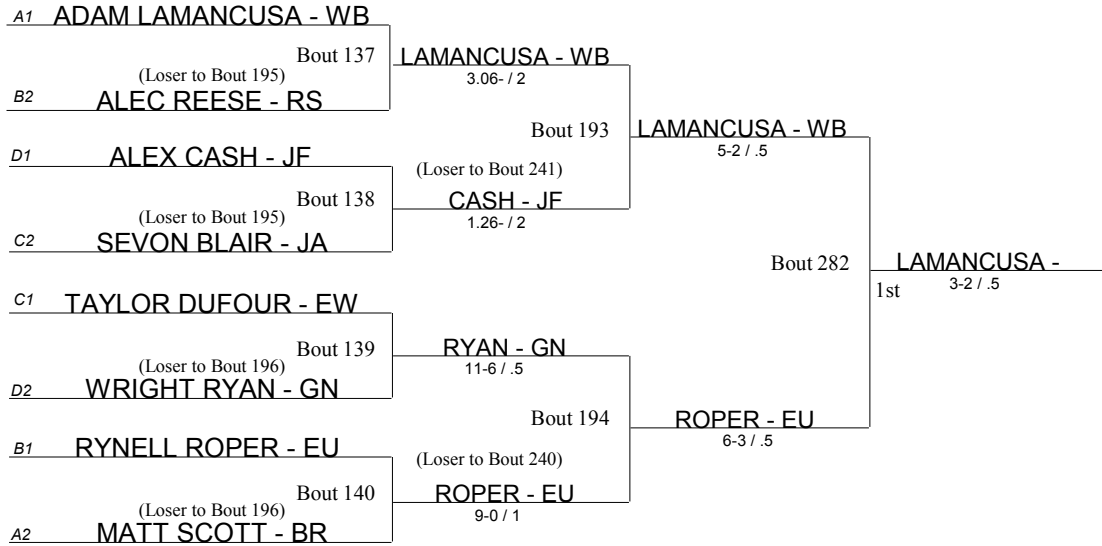 A1 ADAM LAMANCUSA - WB
Bout 137
LAMANCUSA - WB
3.06- / 2
(Loser to Bout 195)
B2 ALEC REESE - RS
Bout 193
LAMANCUSA - WB
5-2 / .5
D1 ALEX CASH - JF
(Loser to Bout 241)
Bout 138
CASH - JF
1.26- / 2
(Loser to Bout 195)
C2 SEVON BLAIR - JA
Bout 282
LAMANCUSA -
3-2 / .5
1st
C1 TAYLOR DUFOUR - EW
Bout 139
RYAN - GN
11-6 / .5
(Loser to Bout 196)
D2 WRIGHT RYAN - GN
Bout 194
ROPER - EU
6-3 / .5
B1 RYNELL ROPER - EU
(Loser to Bout 240)
Bout 140
ROPER - EU
9-0 / 1
(Loser to Bout 196)
A2 MATT SCOTT - BR